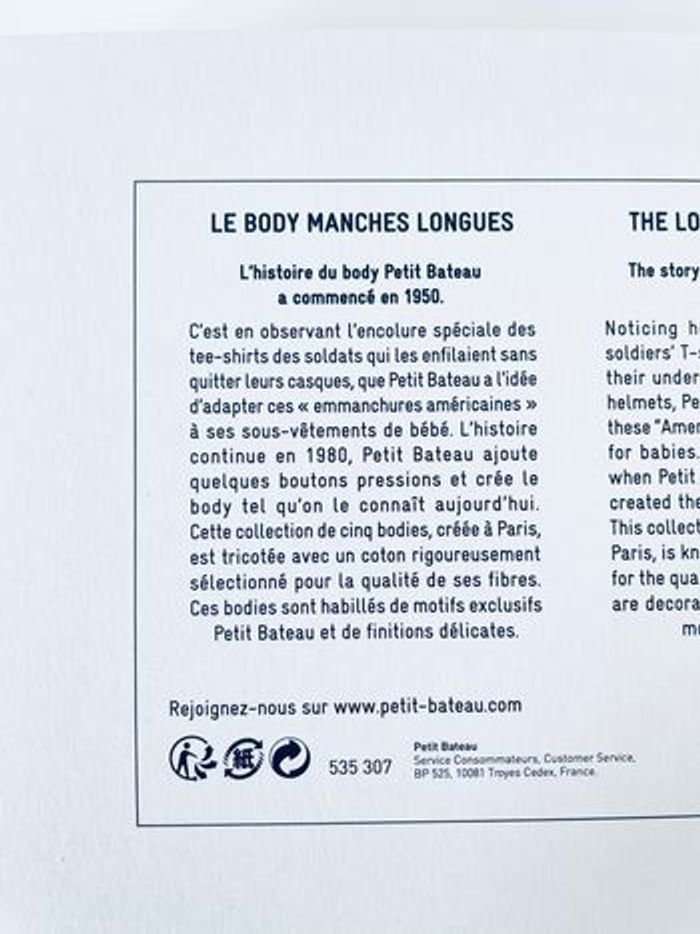 LE BODY MANCHES LONGUES
L'histoire du body Petit Bateau
a commencé en 1950.
C'est en observant l'encolure spéciale des
tee-shirts des soldats qui les enfilaient sans
quitter leurs casques, que Petit Bateau a l'idée
d'adapter ces « emmanchures américaines »
à ses sous-vêtements de bébé. L'histoire
continue en 1980, Petit Bateau ajoute
quelques boutons pressions et crée le
body tel qu'on le connaît aujourd'hui.
Cette collection de cinq bodies, créée à Paris,
est tricotée avec un coton rigoureusement
sélectionné pour la qualité de ses fibres.
Ces bodies sont habillés de motifs exclusifs
Petit Bateau et de finitions délicates.
Rejoignez-nous sur www.petit-bateau.com
紙
535 307
Petit Bateau
Service Consommateurs, Customer Service,
BP 525, 10081 Troyes Cedex, France.
THE LO
The story
Noticing h
soldiers' T-s
their under
helmets, Pe
these "Amer
for babies.
when Petit
created the
This collect
Paris, is kn
for the qua
are decora
mo